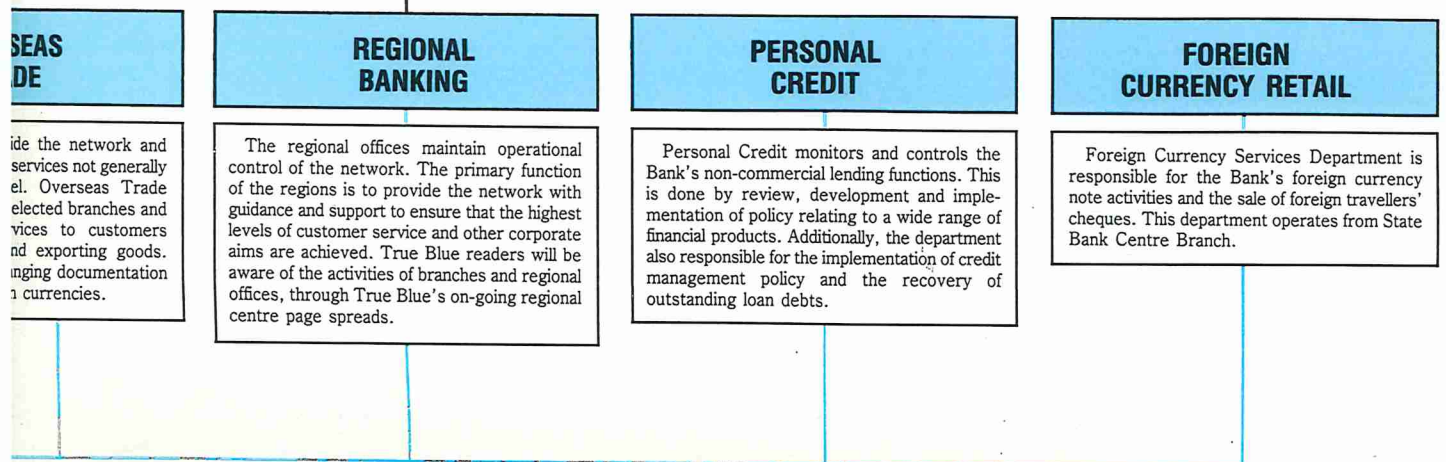 SEAS
DE
ide the network and
services not generally
el. Overseas Trade
elected branches and
vices to customers
nd exporting goods.
nging documentation
n currencies.
REGIONAL
BANKING
The regional offices maintain operational
control of the network. The primary function
of the regions is to provide the network with
guidance and support to ensure that the highest
levels of customer service and other corporate
aims are achieved. True Blue readers will be
aware of the activities of branches and regional
offices, through True Blue's on-going regional
centre page spreads.
PERSONAL
CREDIT
Personal Credit monitors and controls the
Bank's non-commercial lending functions. This
is done by review, development and imple-
mentation of policy relating to a wide range of
financial products. Additionally, the department
also responsible for the implementation of credit
management policy and the recovery of
outstanding loan debts.
FOREIGN
CURRENCY RETAIL
Foreign Currency Services Department is
responsible for the Bank's foreign currency
note activities and the sale of foreign travellers'
cheques. This department operates from State
Bank Centre Branch.